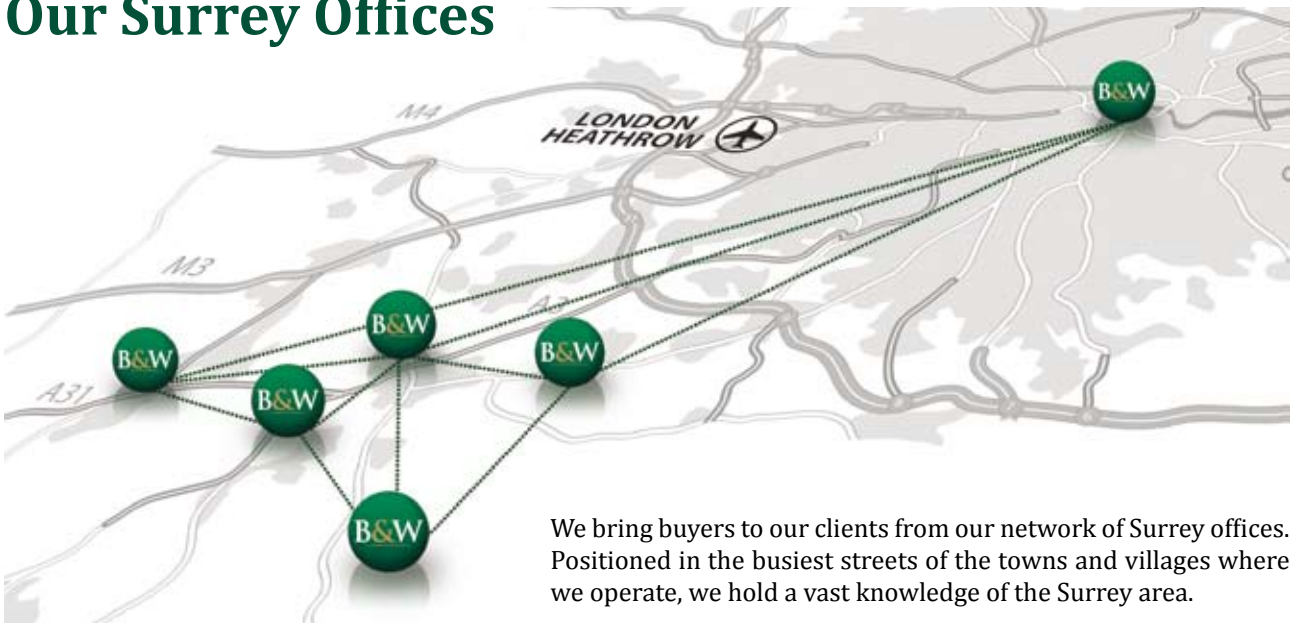 Our Surrey Offices
M4
LONDON
HEATHROW
B&W
M3
A3
B&W
B&W
B&W
B&W
A31
B&W
We bring buyers to our clients from our network of Surrey offices.
Positioned in the busiest streets of the towns and villages where
we operate, we hold a vast knowledge of the Surrey area.